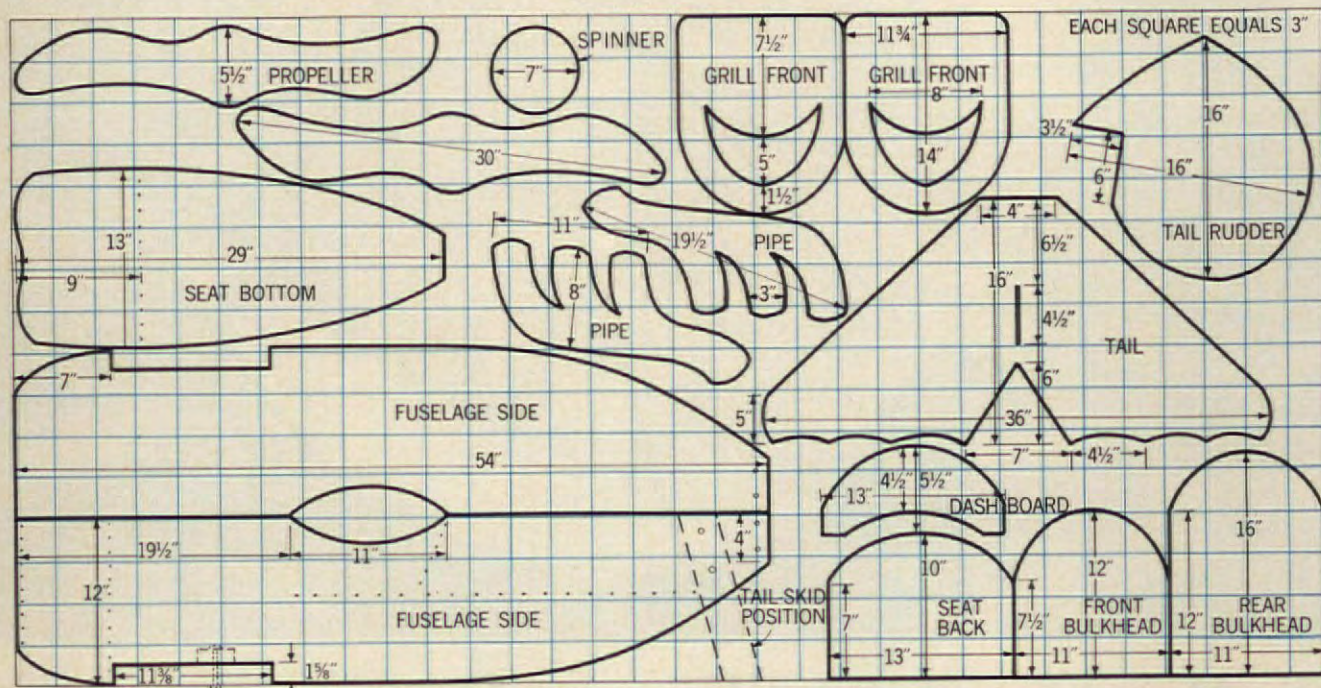 EACH SQUARE EQUALS 3″
5½″ PROPELLER
7″
SPINNER
30″
7½″
GRILL FRONT
5″
1½″
11¾″
GRILL FRONT
8″
14″
16″
3½″
16″
6″
TAIL RUDDER
13″
29″
9″
SEAT BOTTOM
11″
19½″
PIPE
3″
8″
PIPE
4″
6½″
16″
4½″
TAIL
6″
5″
36″
7″
4½″
7″
FUSELAGE SIDE
54″
19½″
11″
4″
12″
FUSELAGE SIDE
TAIL-SKID
POSITION
11⅜″
1⅝″
4½″
5½″
13″
DASH BOARD
10″
7″
SEAT
BACK
13″
12″
7½″
FRONT
BULKHEAD
11″
16″
12″
REAR
BULKHEAD
11″